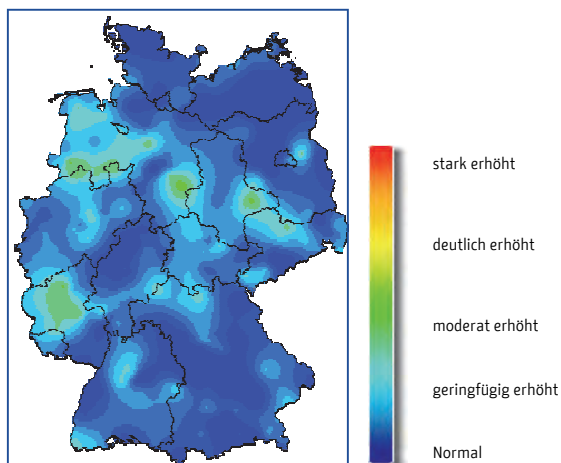 stark erhöht
deutlich erhöht
moderat erhöht
geringfügig erhöht
Normal